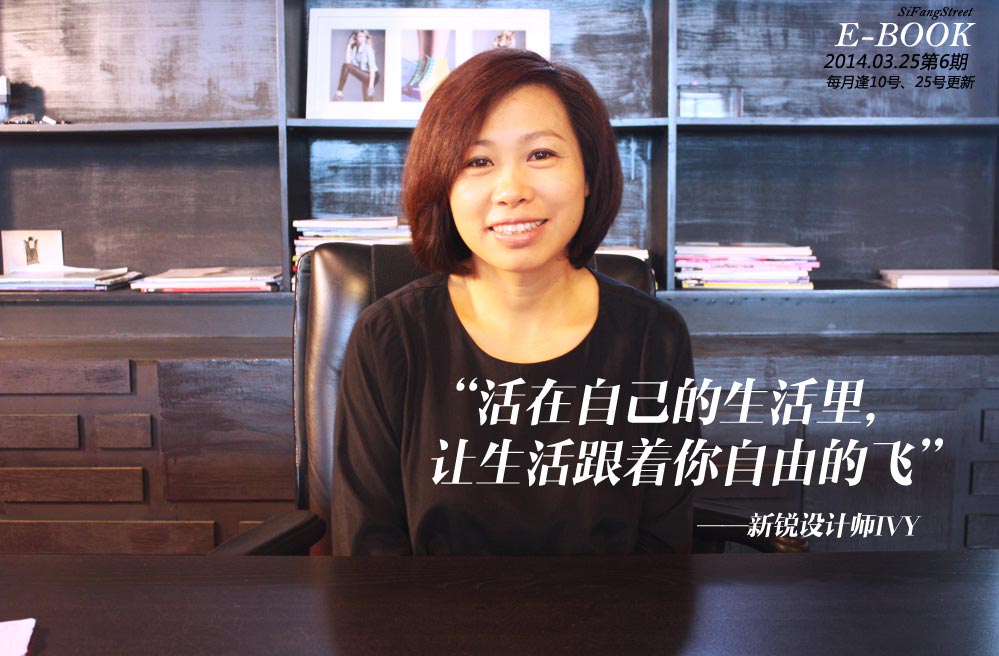 SiFangStreet
E-BOOK
2014.03.25第6期
每月逢10号、25号更新
“活在自己的生活里，
让生活跟着你自由的飞”
——新锐设计师IVY